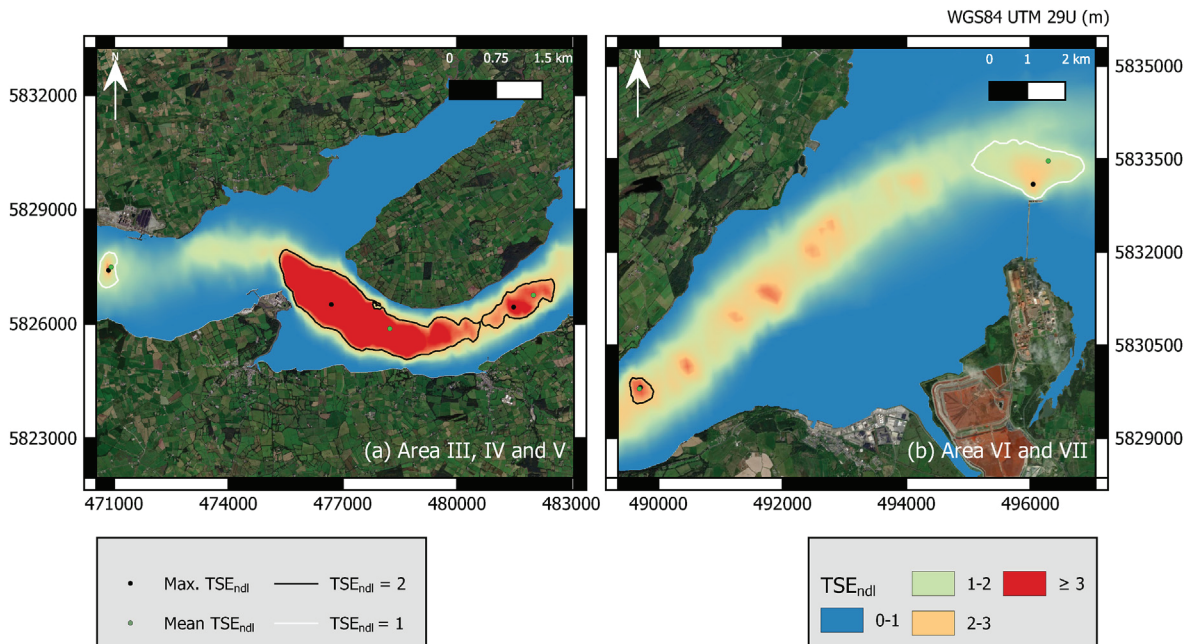 WGS84 UTM 29U (m)
N
0 0.75 1.5 km
N
0 1 2 km
5832000
5829000
5826000
5823000
5835000
5833500
5832000
5830500
5829000
(a) Area III, IV and V
(b) Area VI and VII
471000 474000 477000 480000 483000
490000 492000 494000 496000
Max. TSEndl
TSEndl = 2
Mean TSEndl
TSEndl = 1
TSEndl
1-2
≥ 3
0-1
2-3